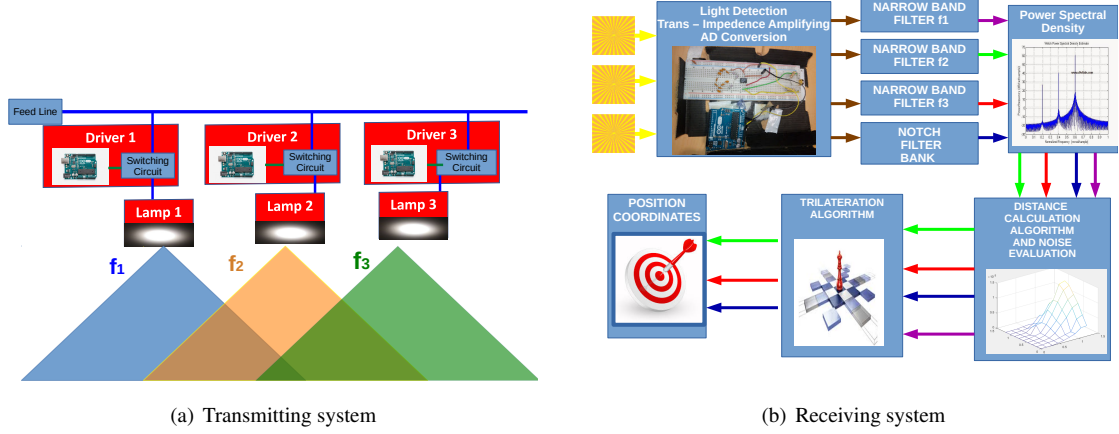 Feed Line
Driver 1
Switching
Circuit
Lamp 1
Driver 2
Switching
Circuit
Lamp 2
Driver 3
Switching
Circuit
Lamp 3
f1
f2
f3
(a) Transmitting system
Light Detection
Trans – Impedence Amplifying
AD Conversion
NARROW BAND
FILTER f1
NARROW BAND
FILTER f2
NARROW BAND
FILTER f3
NOTCH
FILTER
BANK
Power Spectral
Density
DISTANCE
CALCULATION
ALGORITHM
AND NOISE
EVALUATION
TRILATERATION
ALGORITHM
POSITION
COORDINATES
(b) Receiving system